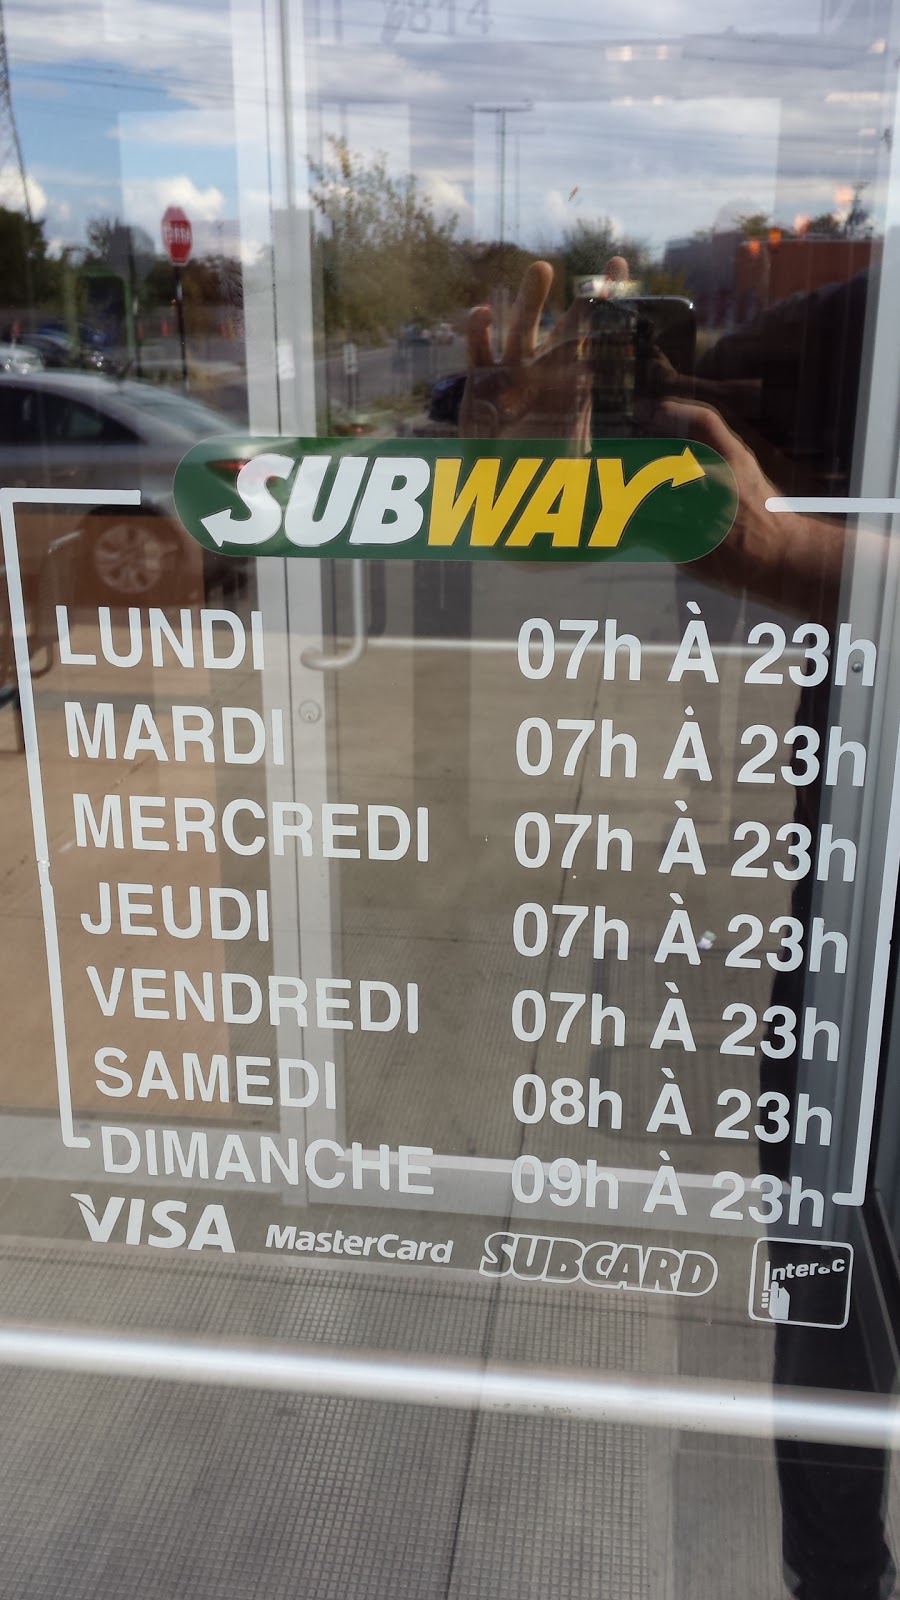 SUBWAY
LUNDI 07h À 23h
MARDI 07h À 23h
MERCREDI 07h À 23h
JEUDI 07h À 23h
VENDREDI 07h À 23h
SAMEDI 08h À 23h
DIMANCHE 09h À 23h
VISA MasterCard SUBCARD Interac